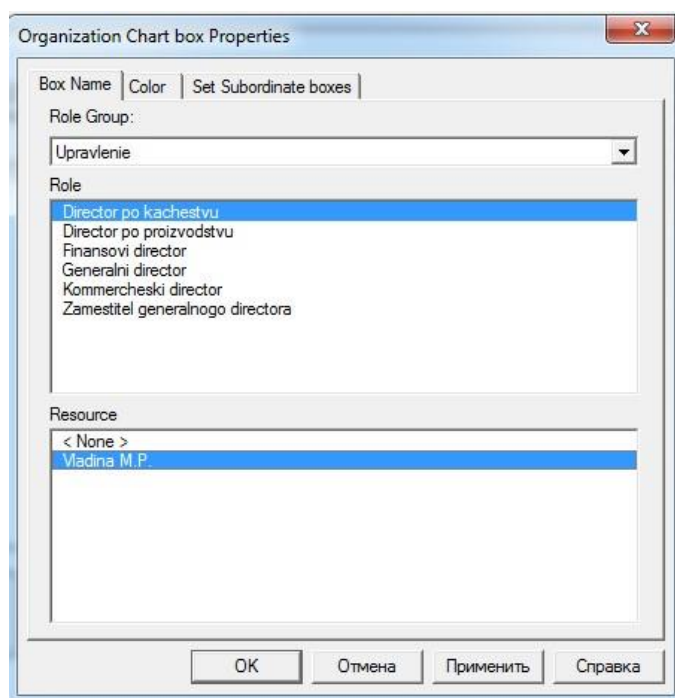 Organization Chart box Properties
Box Name Color Set Subordinate boxes
Role Group:
Upravlenie
Role
Director po kachestvu
Director po proizvodstvu
Finansovi director
Generalni director
Kommercheski director
Zamestitel generalnogo directora
Resource
< None >
Vladina M.P.
OK Отмена Применить Справка